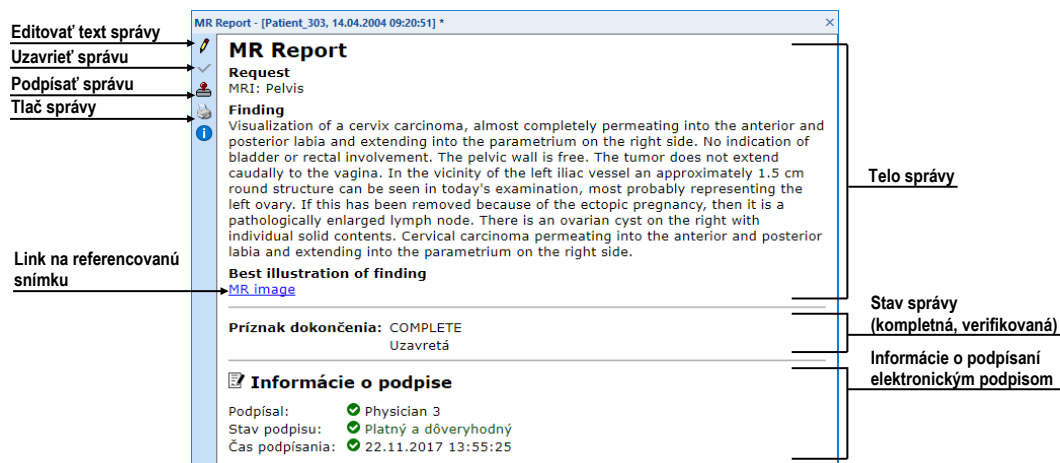 MR Report - [Patient_303, 14.04.2004 09:20:51] *
Editovať text správy
Uzavrieť správu
Podpísať správu
Tlač správy
MR Report
Request
MRI: Pelvis
Finding
Visualization of a cervix carcinoma, almost completely permeating into the anterior and
posterior labia and extending into the parametrium on the right side. No indication of
bladder or rectal involvement. The pelvic wall is free. The tumor does not extend
caudally to the vagina. In the vicinity of the left iliac vessel an approximately 1.5 cm
round structure can be seen in today's examination, most probably representing the
left ovary. If this has been removed because of the ectopic pregnancy, then it is a
pathologically enlarged lymph node. There is an ovarian cyst on the right with
individual solid contents. Cervical carcinoma permeating into the anterior and posterior
labia and extending into the parametrium on the right side.
Telo správy
Link na referencovanú
snímku
Best illustration of finding
MR image
Príznak dokončenia: COMPLETE
Uzavretá
Stav správy
(kompletná, verifikovaná)
Informácie o podpísaní
elektronickým podpisom
Informácie o podpise
Podpísal: Physician 3
Stav podpisu: Platný a dôveryhodný
Čas podpísania: 22.11.2017 13:55:25